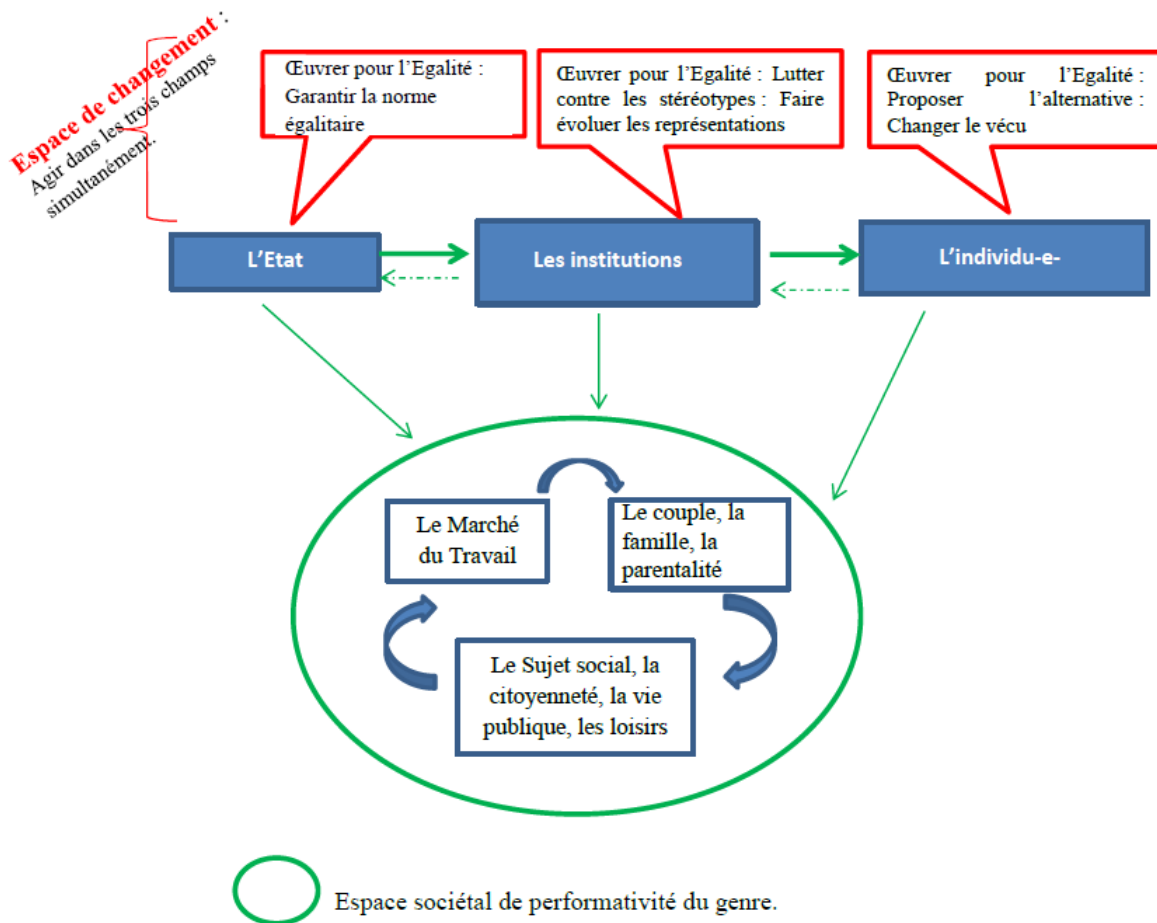 Espace de changement :
Agir dans les trois champs
simultanément.
Œuvrer pour l’Egalité :
Garantir la norme
égalitaire
Œuvrer pour l’Egalité : Lutter
contre les stéréotypes : Faire
évoluer les représentations
Œuvrer pour l’Egalité :
Proposer l’alternative :
Changer le vécu
L’Etat
Les institutions
L’individu-e-
Le Marché
du Travail
Le couple, la
famille, la
parentalité
Le Sujet social, la
citoyenneté, la vie
publique, les loisirs
Espace sociétal de performativité du genre.